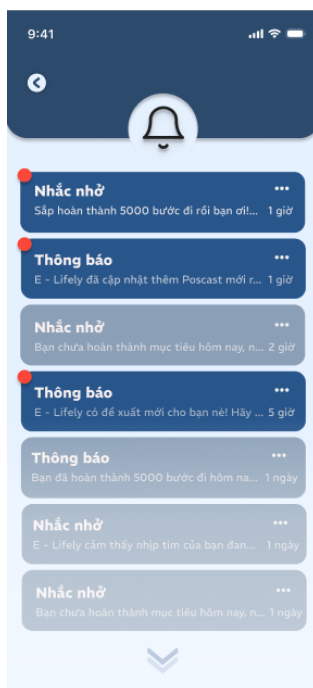 9:41
Nhắc nhở
Sắp hoàn thành 5000 bước đi rồi bạn ơi!... 1 giờ
Thông báo
E - Lifely đã cập nhật thêm Poscast mới r... 1 giờ
Nhắc nhở
Bạn chưa hoàn thành mục tiêu hôm nay, n... 2 giờ
Thông báo
E - Lifely có đề xuất mới cho bạn nè! Hãy ... 5 giờ
Thông báo
Bạn đã hoàn thành 5000 bước đi hôm na... 1 ngày
Nhắc nhở
E - Lifely cảm thấy nhịp tim của bạn đan... 1 ngày
Nhắc nhở
Bạn chưa hoàn thành mục tiêu hôm nay, n... 1 ngày